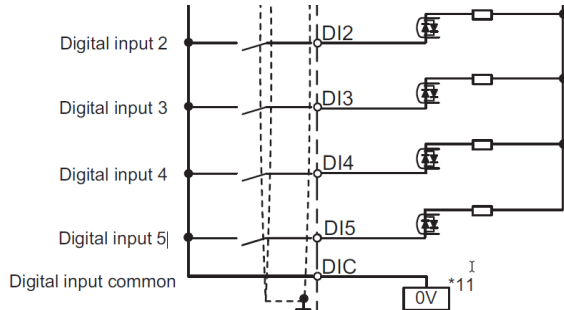 Digital input 2 DI2
Digital input 3 DI3
Digital input 4 DI4
Digital input 5 DI5
Digital input common DIC
0V *11